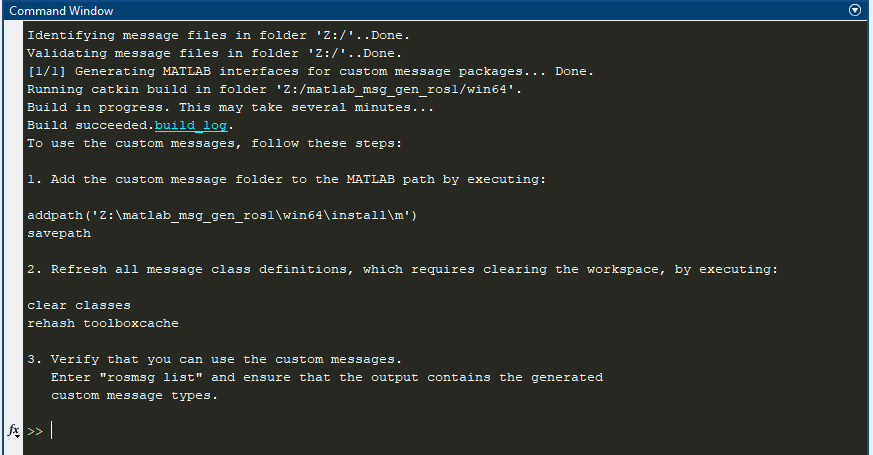 Command Window
Identifying message files in folder 'Z:/'..Done.
Validating message files in folder 'Z:/'..Done.
[1/1] Generating MATLAB interfaces for custom message packages... Done.
Running catkin build in folder 'Z:/matlab_msg_gen_ros1/win64'.
Build in progress. This may take several minutes...
Build succeeded.build_log.
To use the custom messages, follow these steps:
1. Add the custom message folder to the MATLAB path by executing:
addpath('Z:\matlab_msg_gen_ros1\win64\install\m')
savepath
2. Refresh all message class definitions, which requires clearing the workspace, by executing:
clear classes
rehash toolboxcache
3. Verify that you can use the custom messages.
Enter "rosmsg list" and ensure that the output contains the generated
custom message types.
fx >>